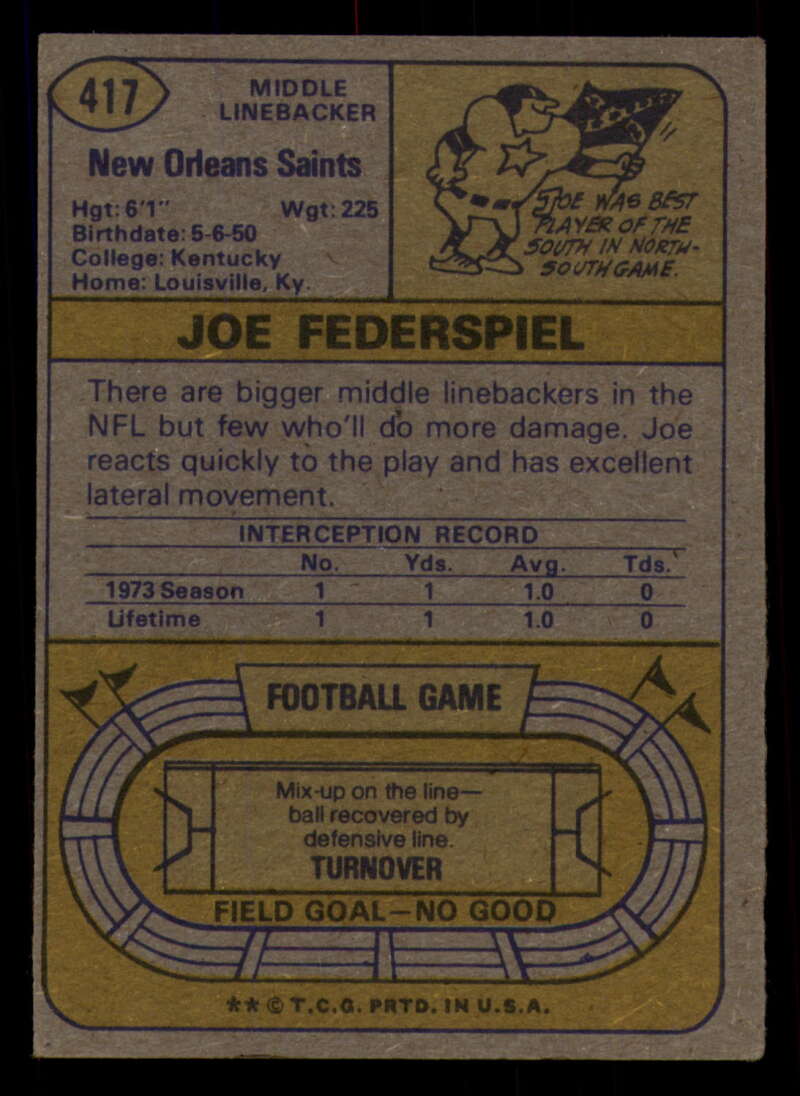 417
MIDDLE
LINEBACKER
New Orleans Saints
Hgt: 6'1" Wgt: 225
Birthdate: 5-6-50
College: Kentucky
Home: Louisville, Ky.
JOE WAS BEST
PLAYER OF THE
SOUTH IN NORTH-
SOUTH GAME.
JOE FEDERSPIEL
There are bigger middle linebackers in the
NFL but few who'll do more damage. Joe
reacts quickly to the play and has excellent
lateral movement.
INTERCEPTION RECORD
No. Yds. Avg. Tds.
1973 Season 1 1 1.0 0
Lifetime 1 1 1.0 0
FOOTBALL GAME
Mix-up on the line—
ball recovered by
defensive line.
TURNOVER
FIELD GOAL—NO GOOD
** © T.C.G. PRTD. IN U.S.A.